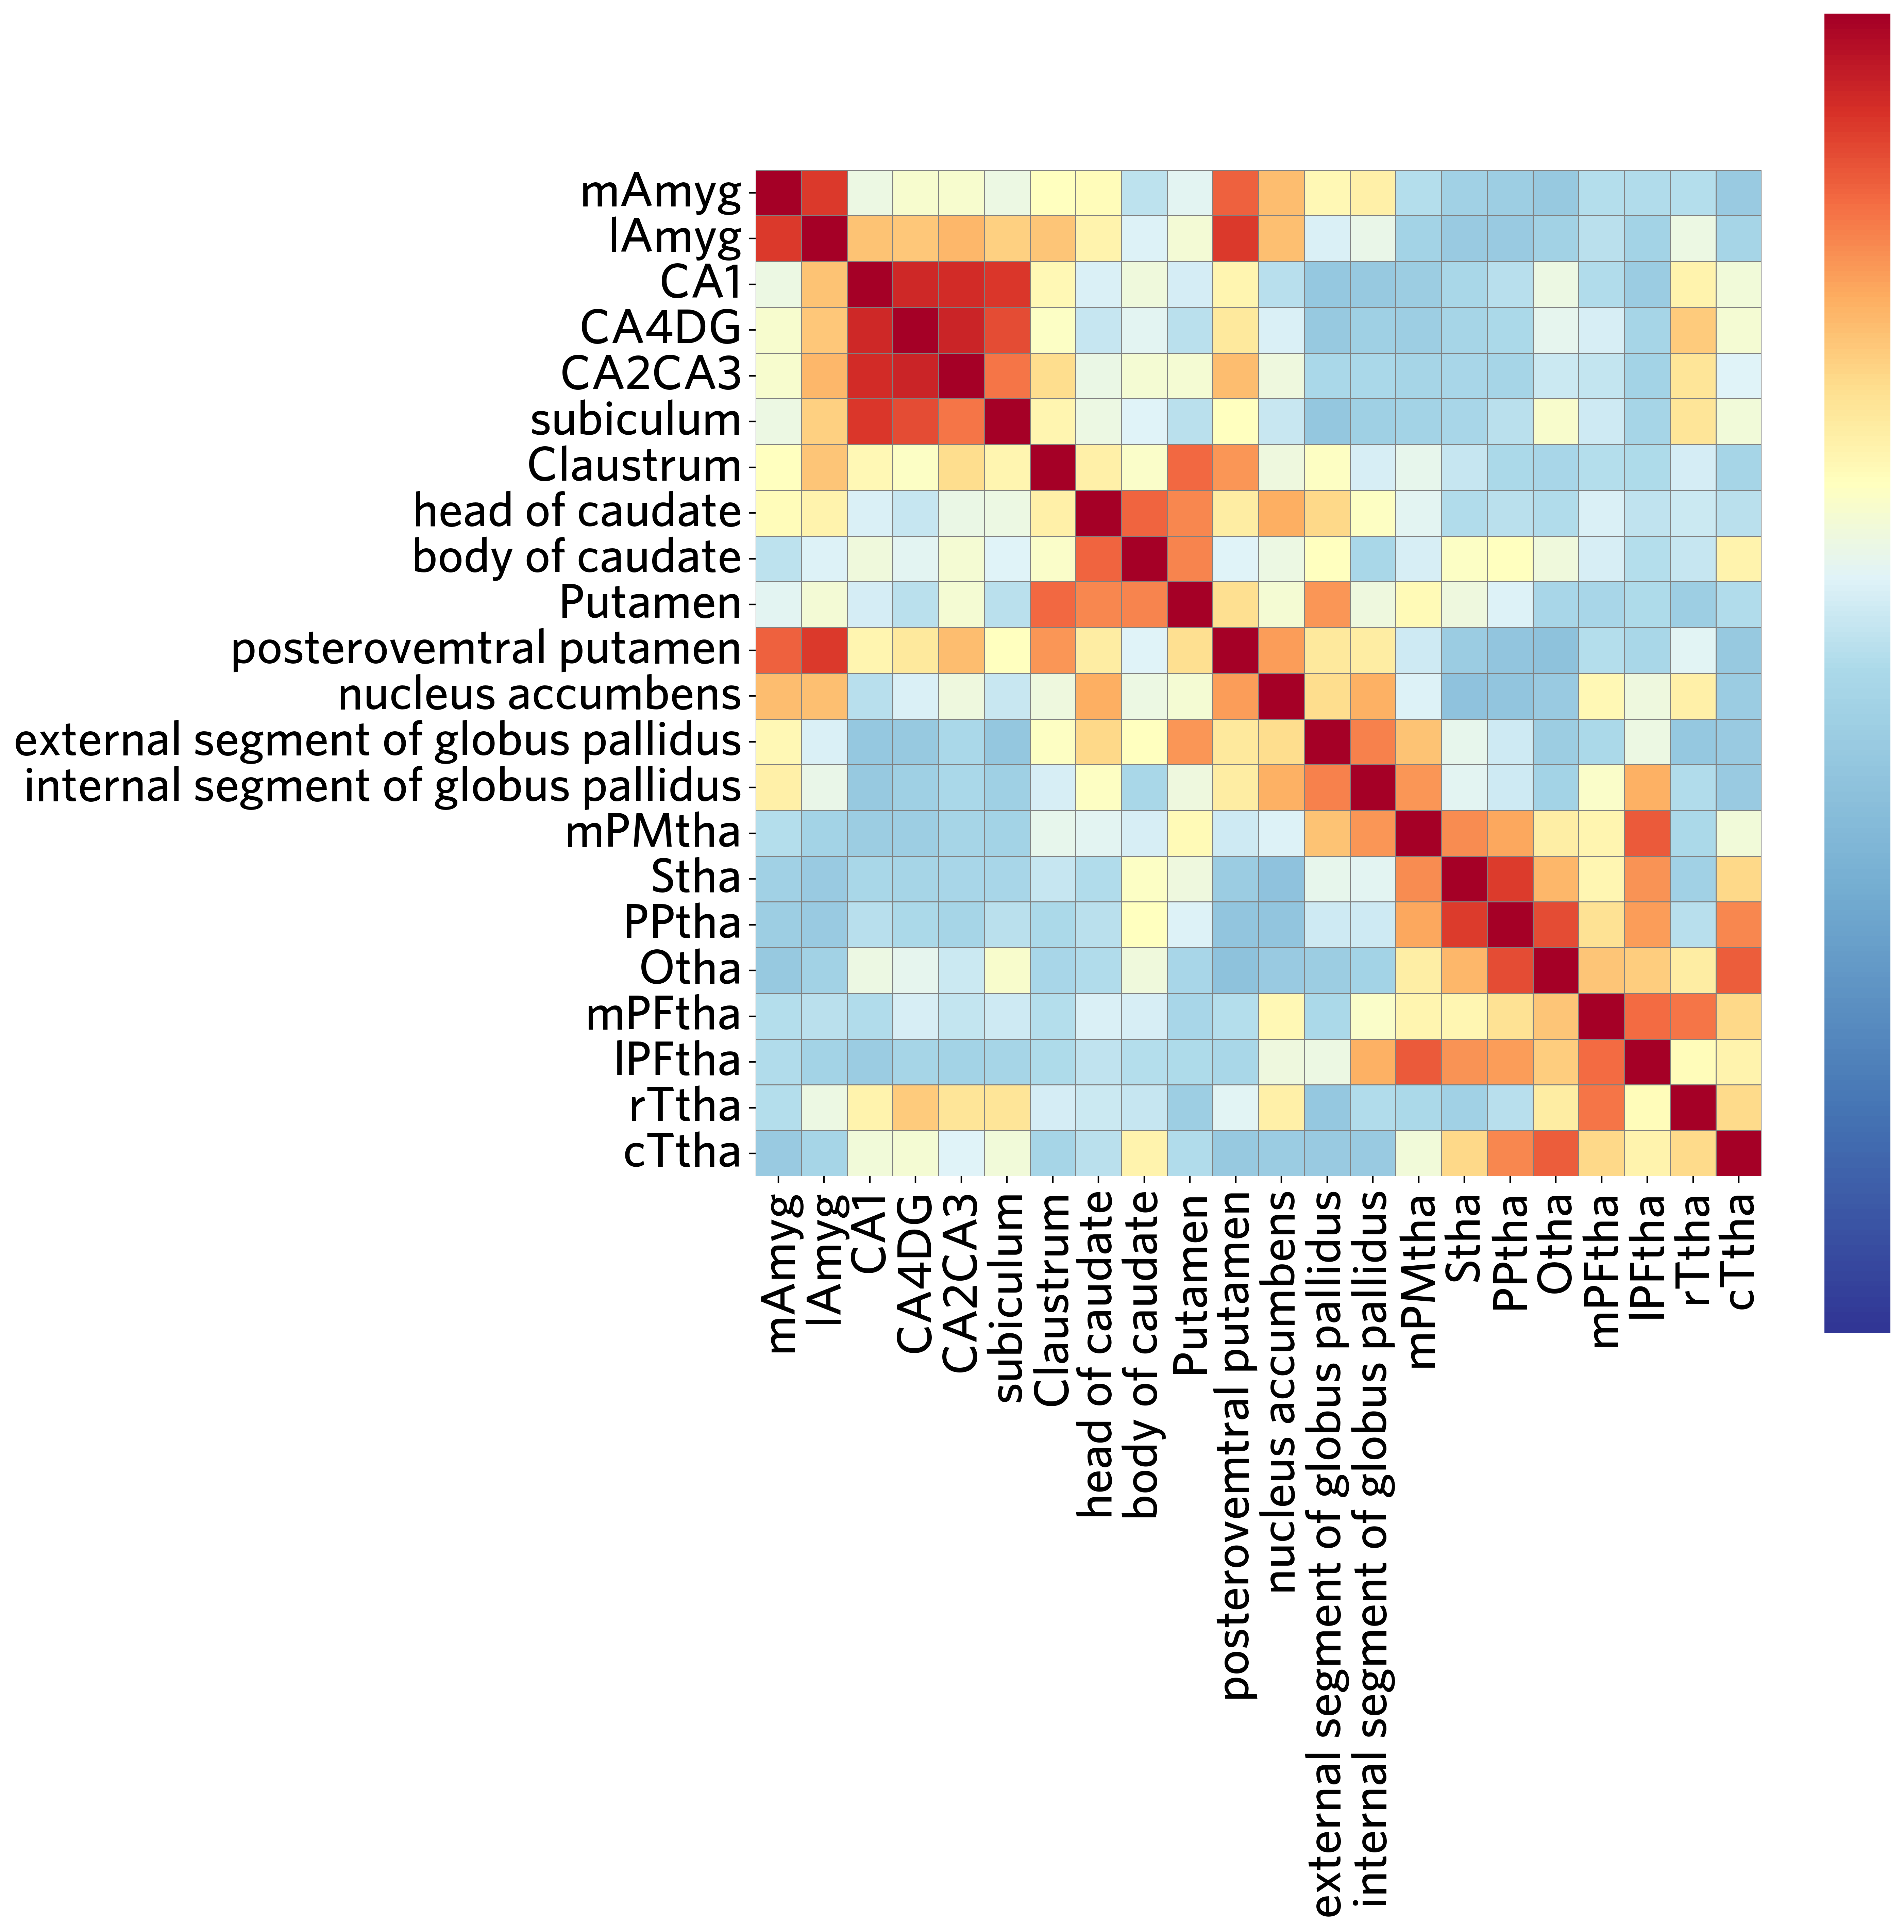 mAmyg
lAmyg
CA1
CA4DG
CA2CA3
subiculum
Claustrum
head of caudate
body of caudate
Putamen
posterovemtral putamen
nucleus accumbens
external segment of globus pallidus
internal segment of globus pallidus
mPMtha
Stha
PPtha
Otha
mPFtha
lPFtha
rTtha
cTtha
mAmyg
lAmyg
CA1
CA4DG
CA2CA3
subiculum
Claustrum
head of caudate
body of caudate
Putamen
posterovemtral putamen
nucleus accumbens
external segment of globus pallidus
internal segment of globus pallidus
mPMtha
Stha
PPtha
Otha
mPFtha
lPFtha
rTtha
cTtha